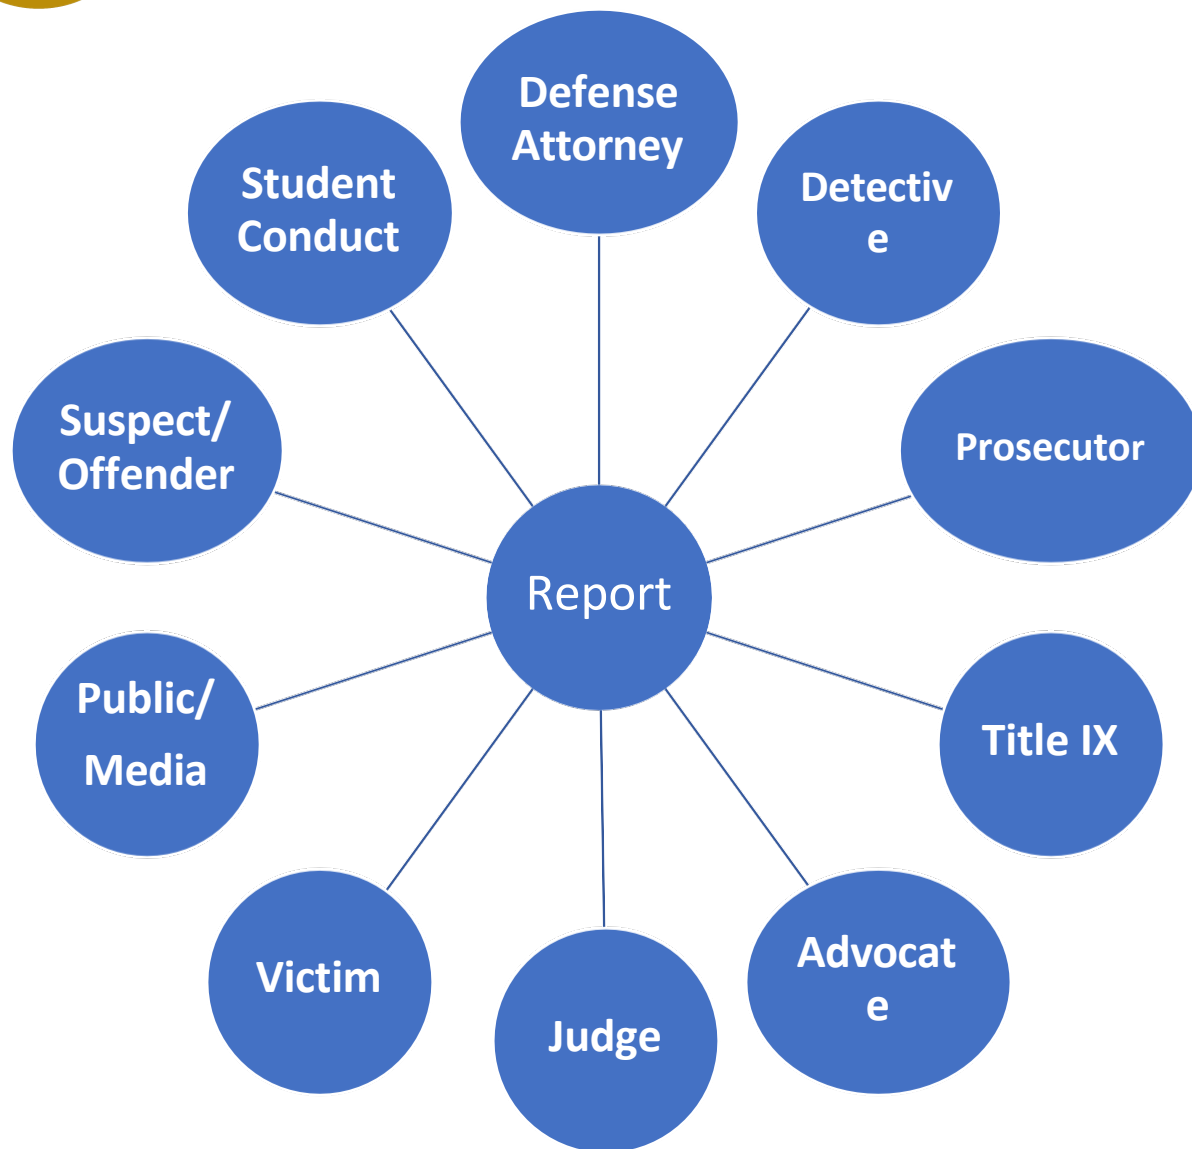 Defense
Attorney
Detectiv
e
Prosecutor
Title IX
Advocat
e
Judge
Victim
Public/
Media
Suspect/
Offender
Student
Conduct
Report